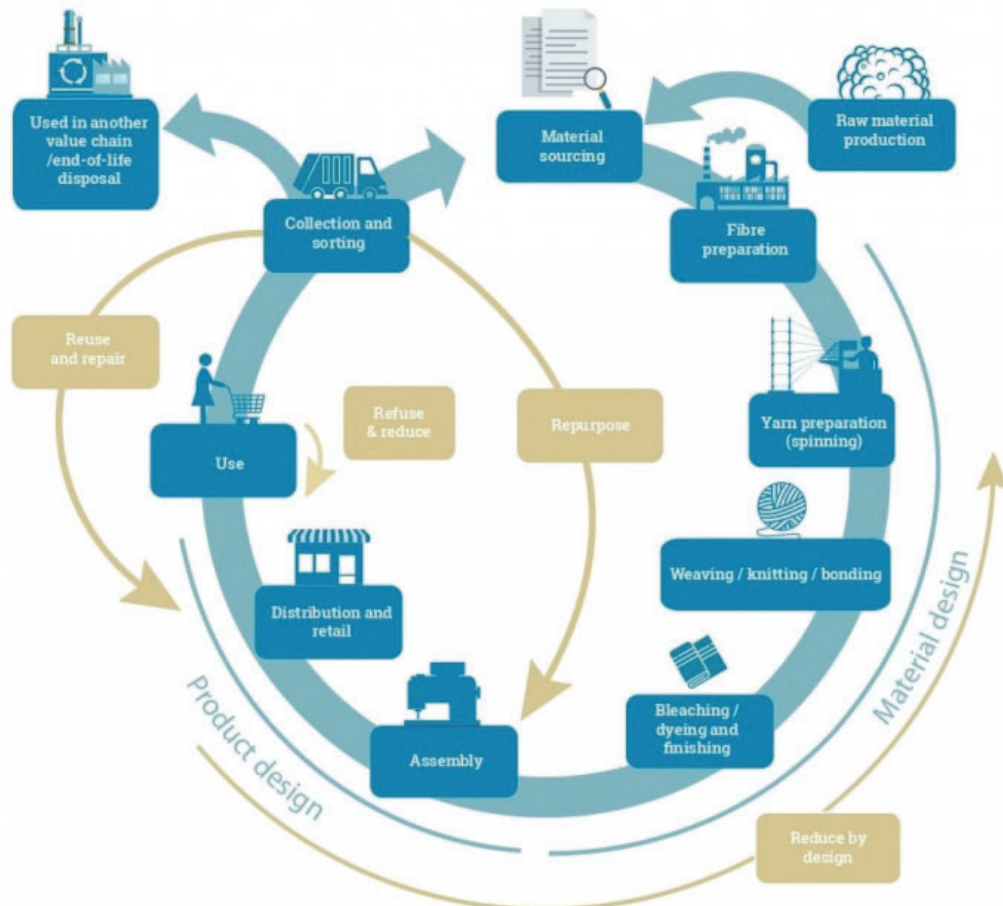 Used in another
value chain
/end-of-life
disposal
Material
sourcing
Raw material
production
Collection and
sorting
Fibre
preparation
Reuse
and repair
Refuse
& reduce
Repurpose
Yarn preparation
(spinning)
Use
Weaving / knitting / bonding
Distribution and
retail
Bleaching /
dyeing and
finishing
Assembly
Product design
Material design
Reduce by
design